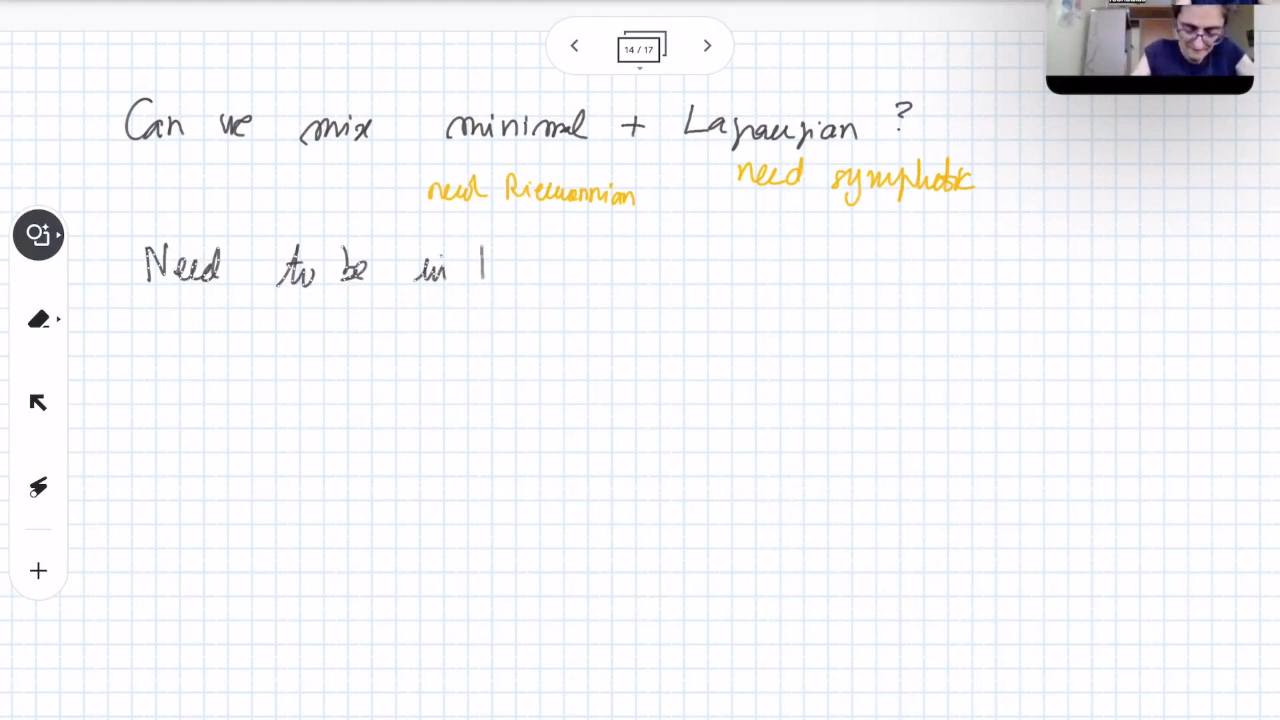 14 / 17
Can we mix minimal + Lagrangian ?
need Riemannian need symplectic
Need to be in